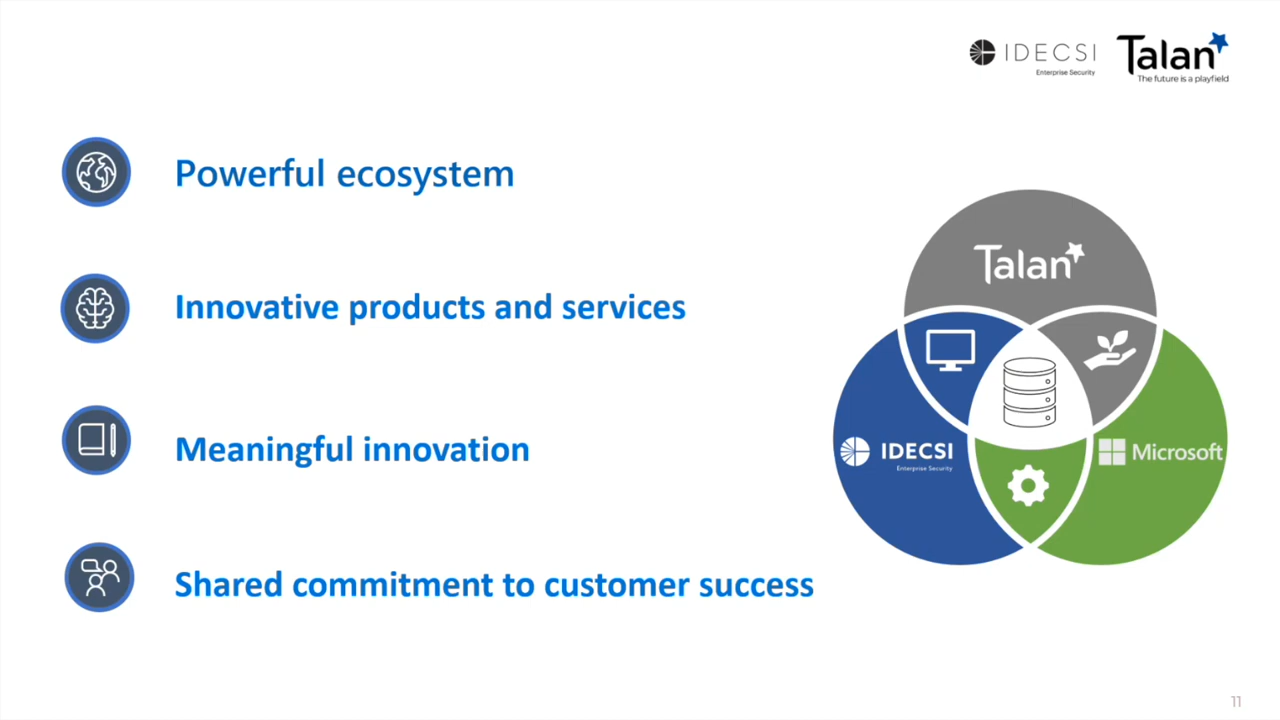 IDECSI
Enterprise Security
Talan
The future is a playfield
Powerful ecosystem
Innovative products and services
Meaningful innovation
Shared commitment to customer success
Talan
IDECSI
Enterprise Security
Microsoft
11